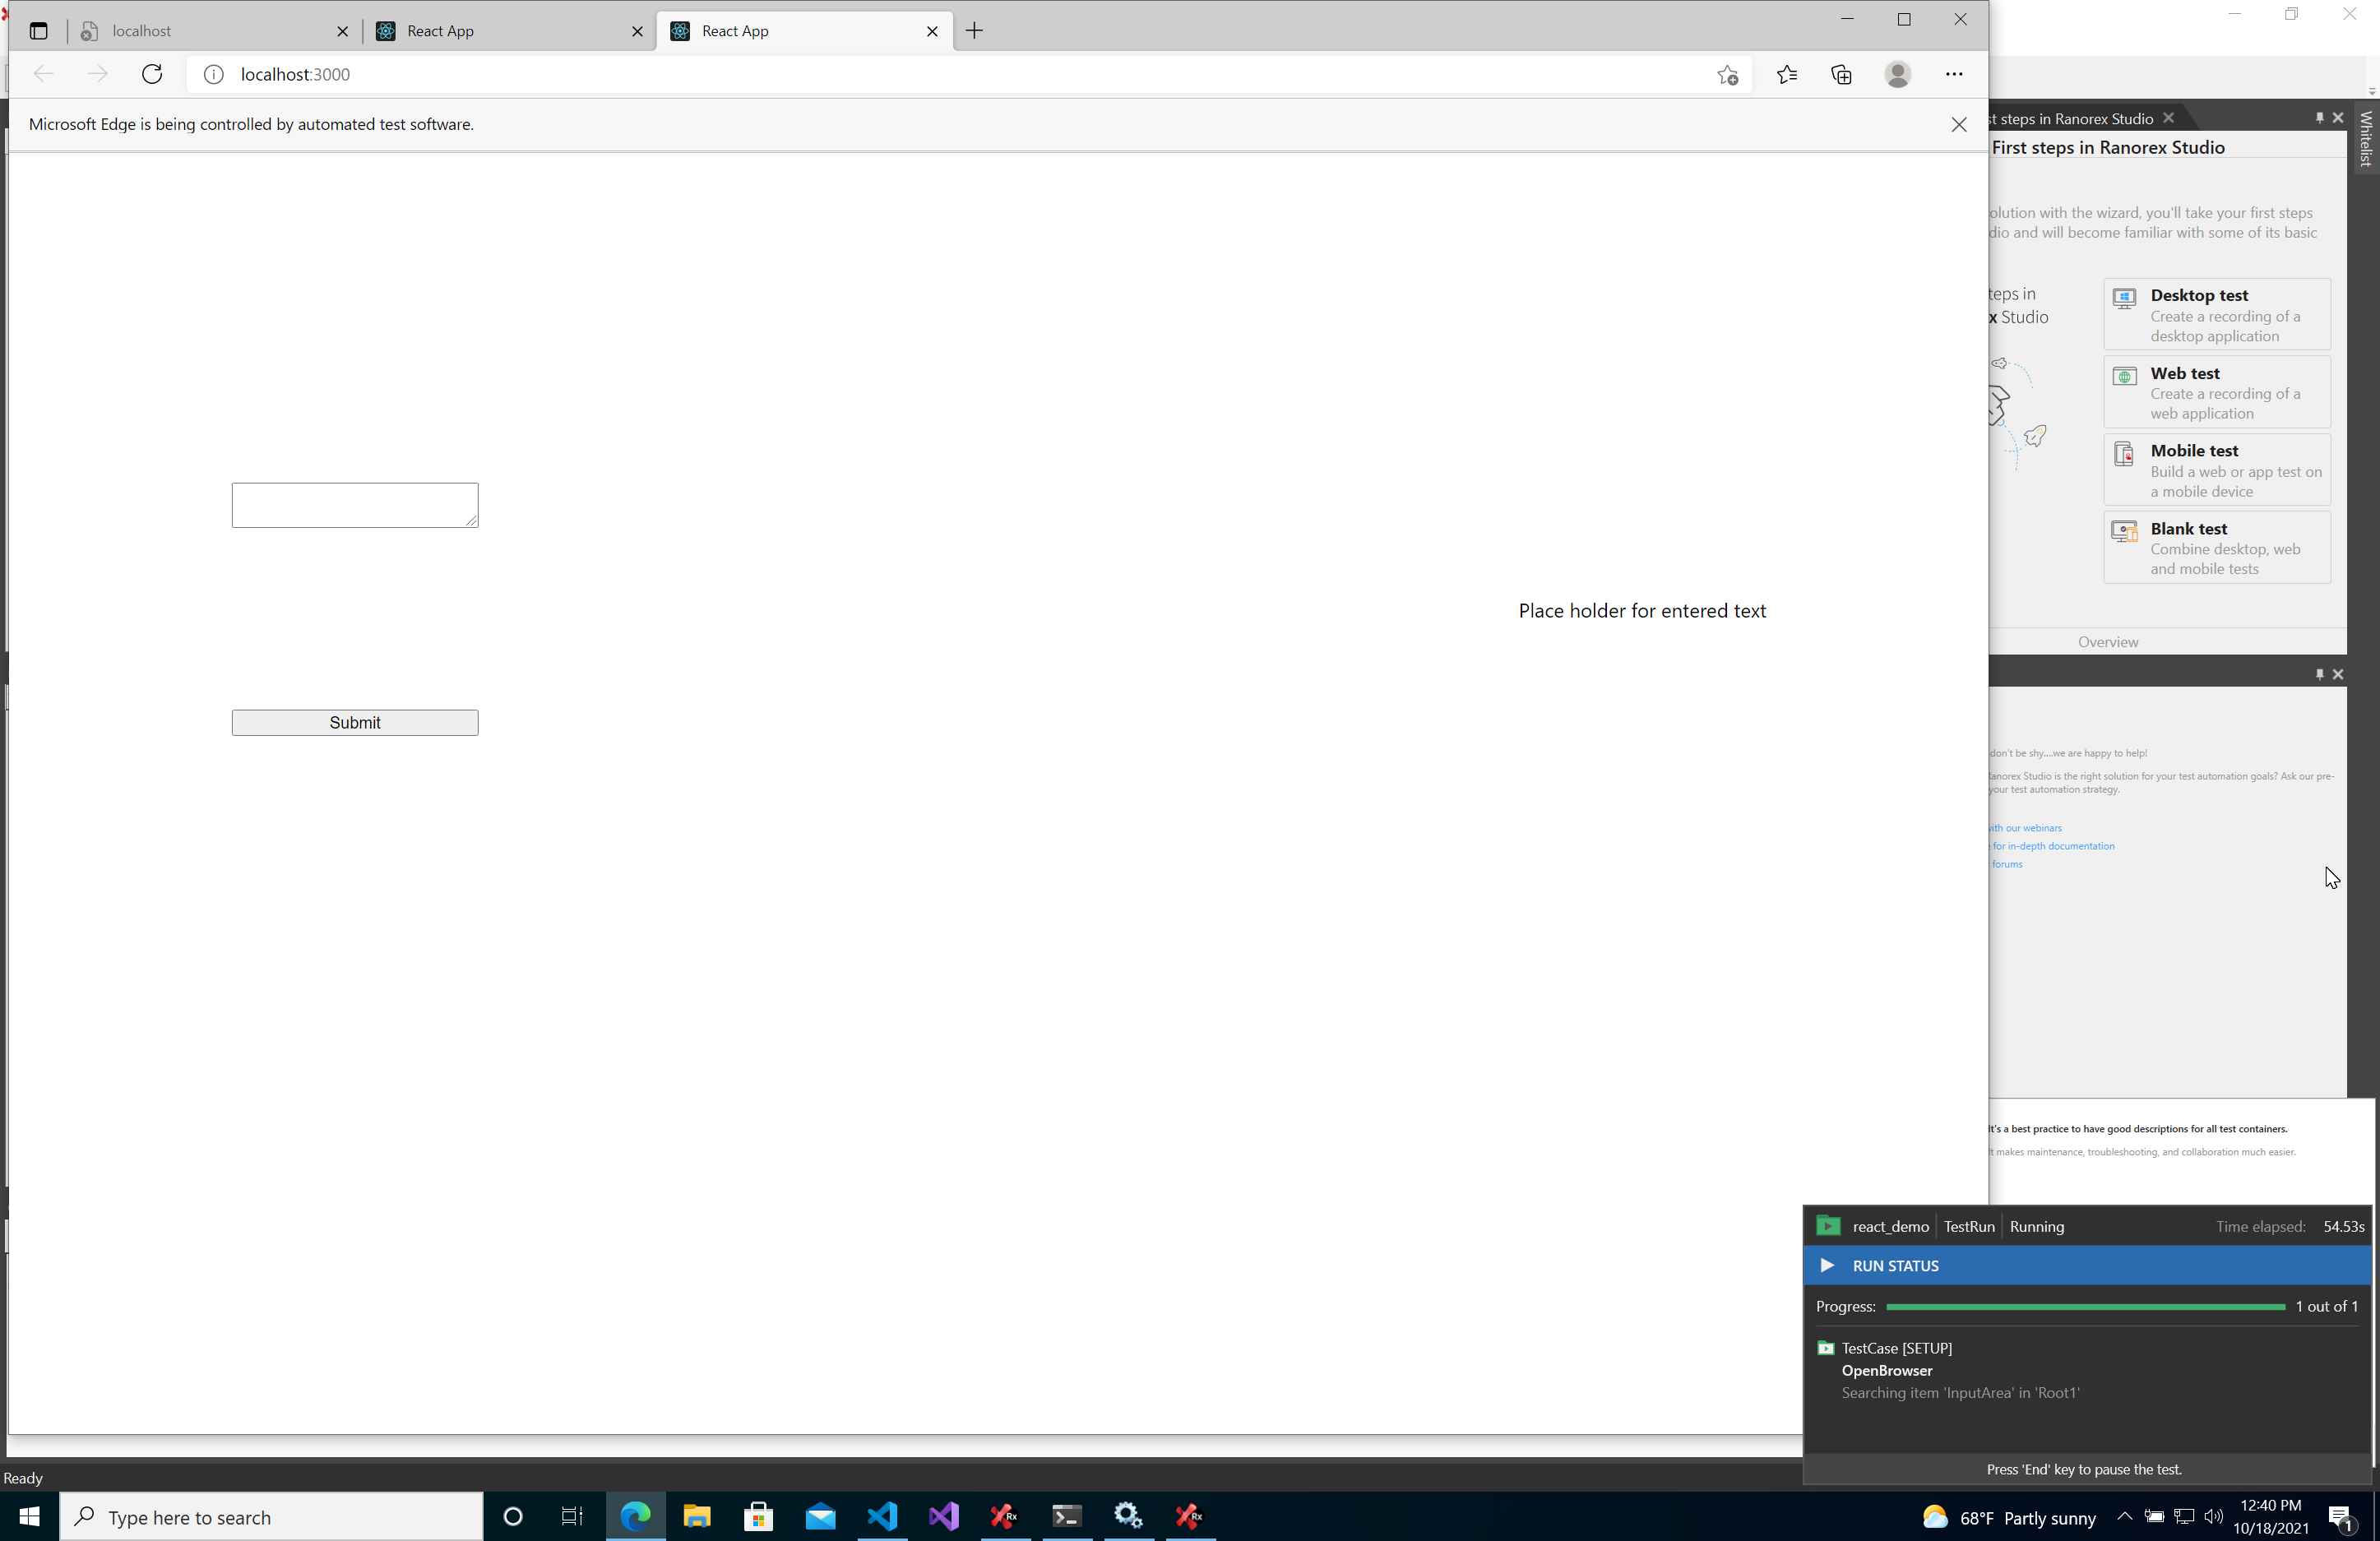 localhost
React App
React App
localhost:3000
Microsoft Edge is being controlled by automated test software.
Place holder for entered text
Submit
st steps in Ranorex Studio
Whitelist
First steps in Ranorex Studio
olution with the wizard, you'll take your first steps
dio and will become familiar with some of its basic
teps in
x Studio
Desktop test
Create a recording of a
desktop application
Web test
Create a recording of a
web application
Mobile test
Build a web or app test on
a mobile device
Blank test
Combine desktop, web
and mobile tests
Overview
don't be shy....we are happy to help!
Ranorex Studio is the right solution for your test automation goals? Ask our pre-
your test automation strategy.
with our webinars
for in-depth documentation
forums
It's a best practice to have good descriptions for all test containers.
It makes maintenance, troubleshooting, and collaboration much easier.
react_demo TestRun Running Time elapsed: 54.53s
RUN STATUS
Progress: 1 out of 1
TestCase [SETUP]
OpenBrowser
Searching item 'InputArea' in 'Root1'
Press 'End' key to pause the test.
Ready
Type here to search
Rx
Rx
68°F Partly sunny
12:40 PM
10/18/2021
1